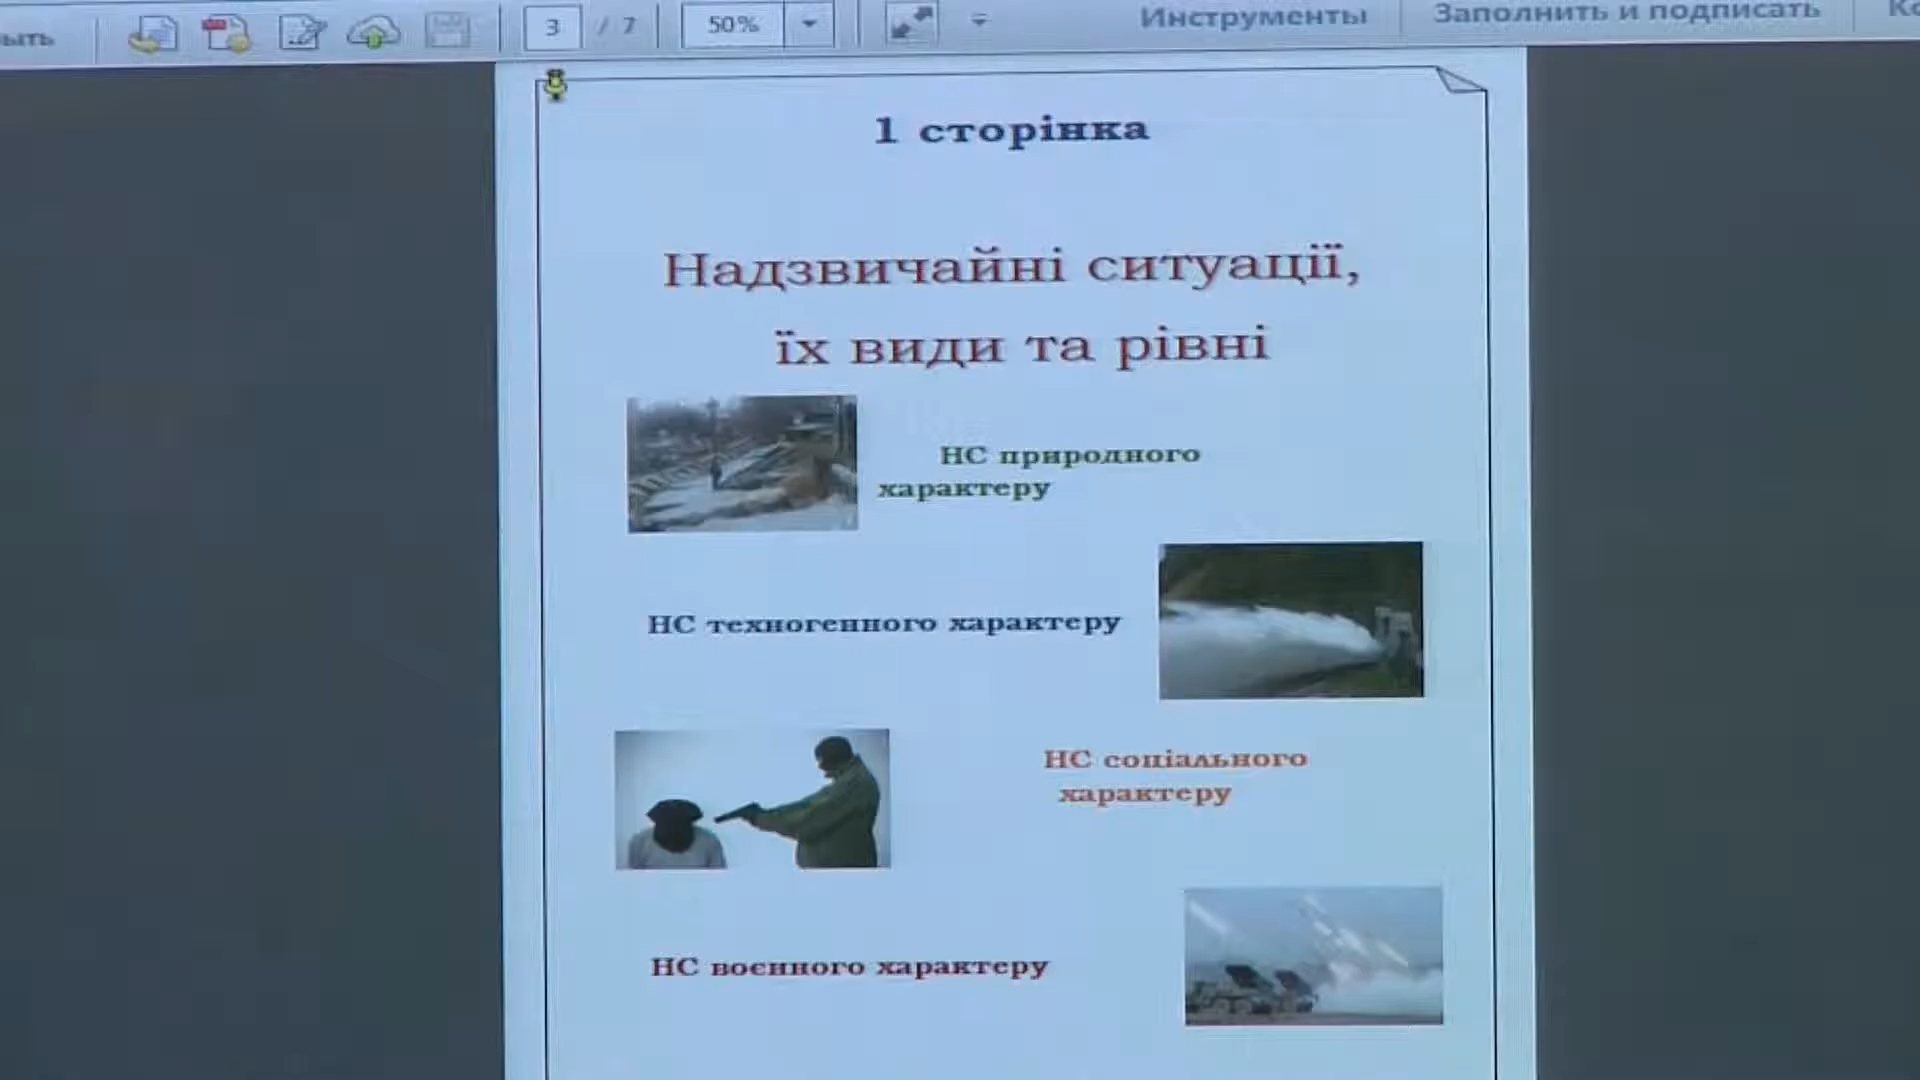 3 / 7
50%
Инструменты
Заполнить и подписать
1 сторінка
Надзвичайні ситуації,
їх види та рівні
НС природного
характеру
НС техногенного характеру
НС соціального
характеру
НС воєнного характеру